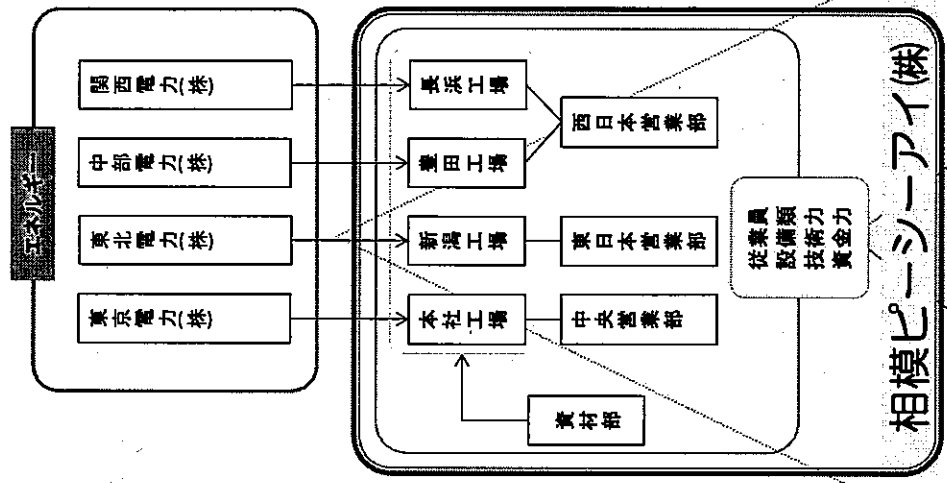 エネルギー
関西電力(株)
中部電力(株)
東北電力(株)
東京電力(株)
長浜工場
豊田工場
新潟工場
本社工場
西日本営業部
東日本営業部
中央営業部
資材部
従業員
設備類
技術力
資金力
相模ピーシーアイ(株)